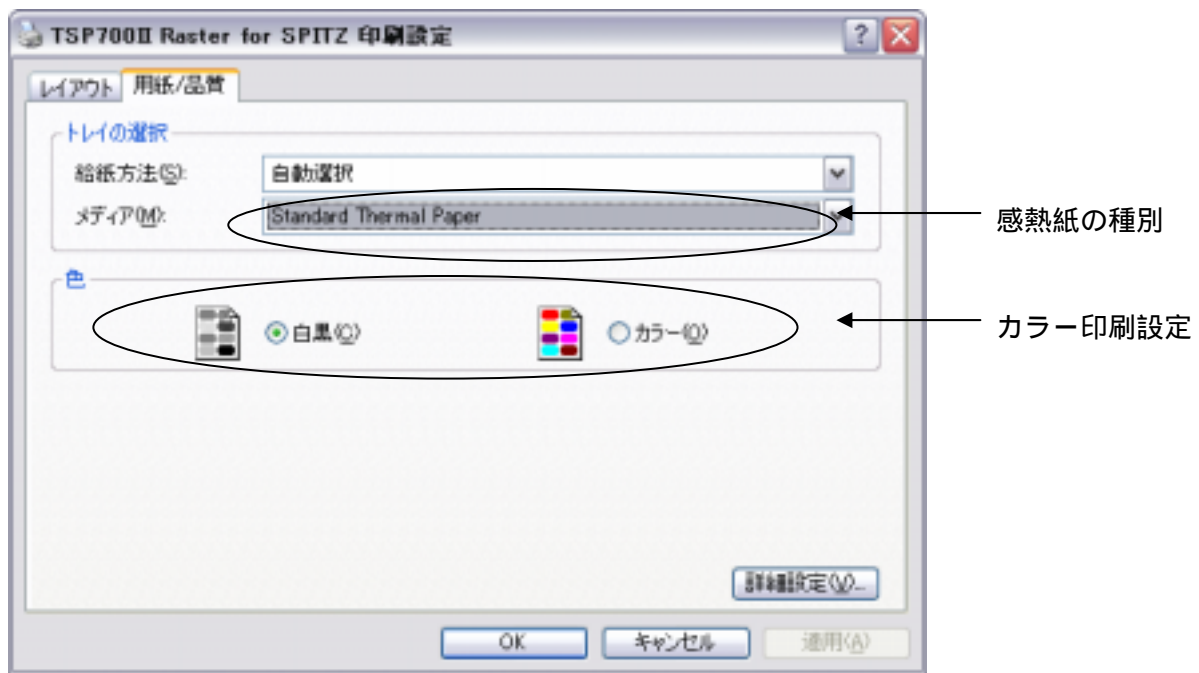 TSP700II Raster for SPITZ 印刷設定
レイアウト 用紙/品質
トレイの選択
給紙方法(S): 自動選択
メディア(M): Standard Thermal Paper
感熱紙の種別
色
白黒(C) カラー(O)
カラー印刷設定
詳細設定(V)...
OK キャンセル 適用(A)